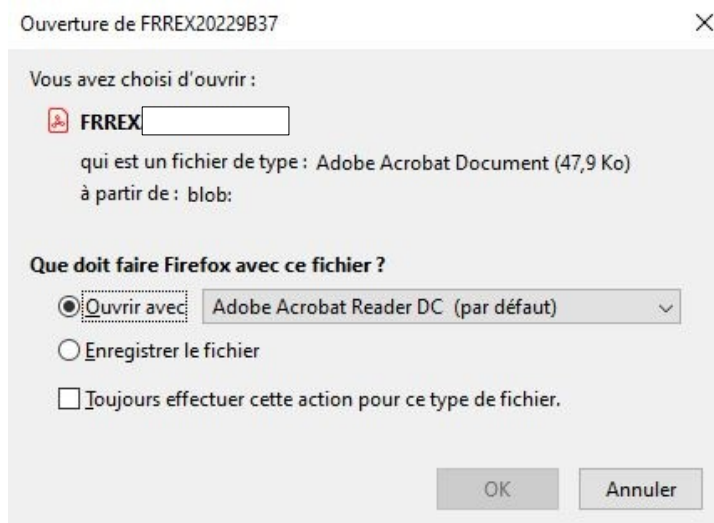 Ouverture de FRREX20229B37
Vous avez choisi d'ouvrir :
FRREX
qui est un fichier de type : Adobe Acrobat Document (47,9 Ko)
à partir de : blob:
Que doit faire Firefox avec ce fichier ?
Ouvrir avec Adobe Acrobat Reader DC (par défaut)
Enregistrer le fichier
Toujours effectuer cette action pour ce type de fichier.
OK Annuler